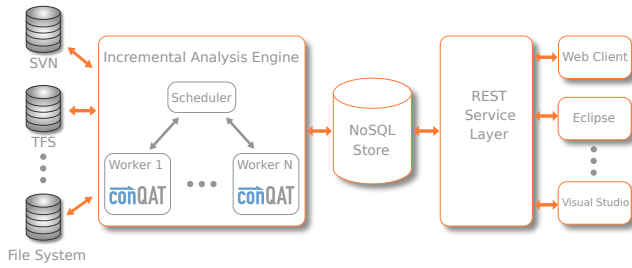 SVN
TFS
File System
Incremental Analysis Engine
Scheduler
Worker 1
conQAT
Worker N
conQAT
NoSQL
Store
REST
Service
Layer
Web Client
Eclipse
Visual Studio